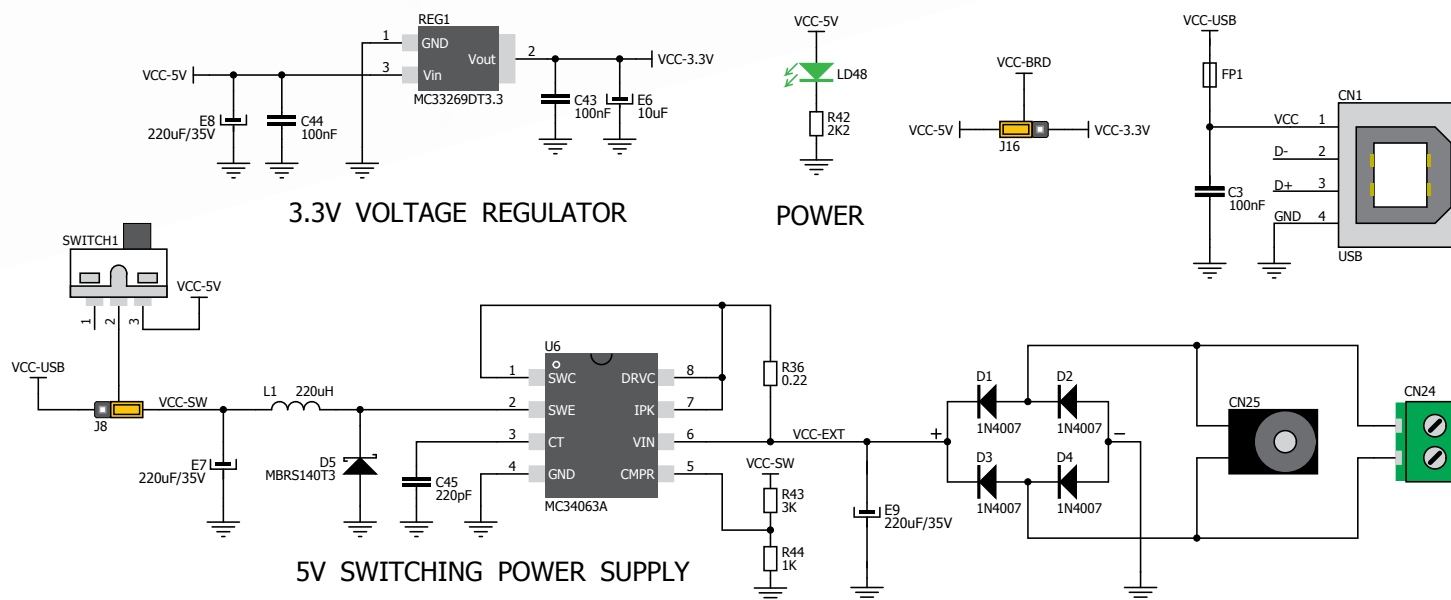 REG1
1
GND
Vout
2
VCC-5V
3
Vin
VCC-3.3V
MC33269DT3.3
E8
220uF/35V
C44
100nF
C43
100nF
E6
10uF
3.3V VOLTAGE REGULATOR
VCC-5V
LD48
R42
2K2
POWER
VCC-BRD
VCC-5V
VCC-3.3V
J16
VCC-USB
FP1
CN1
VCC
1
D-
2
D+
3
GND
4
C3
100nF
USB
SWITCH1
VCC-5V
1
2
3
VCC-USB
J8
VCC-SW
L1
220uH
E7
220uF/35V
D5
MBRS140T3
C45
220pF
U6
1
SWC
DRVC
8
2
SWE
IPK
7
3
CT
VIN
6
4
GND
CMPR
5
MC34063A
R36
0.22
VCC-EXT
VCC-SW
R43
3K
R44
1K
5V SWITCHING POWER SUPPLY
E9
220uF/35V
+
-
D1
1N4007
D2
1N4007
D3
1N4007
D4
1N4007
CN25
CN24